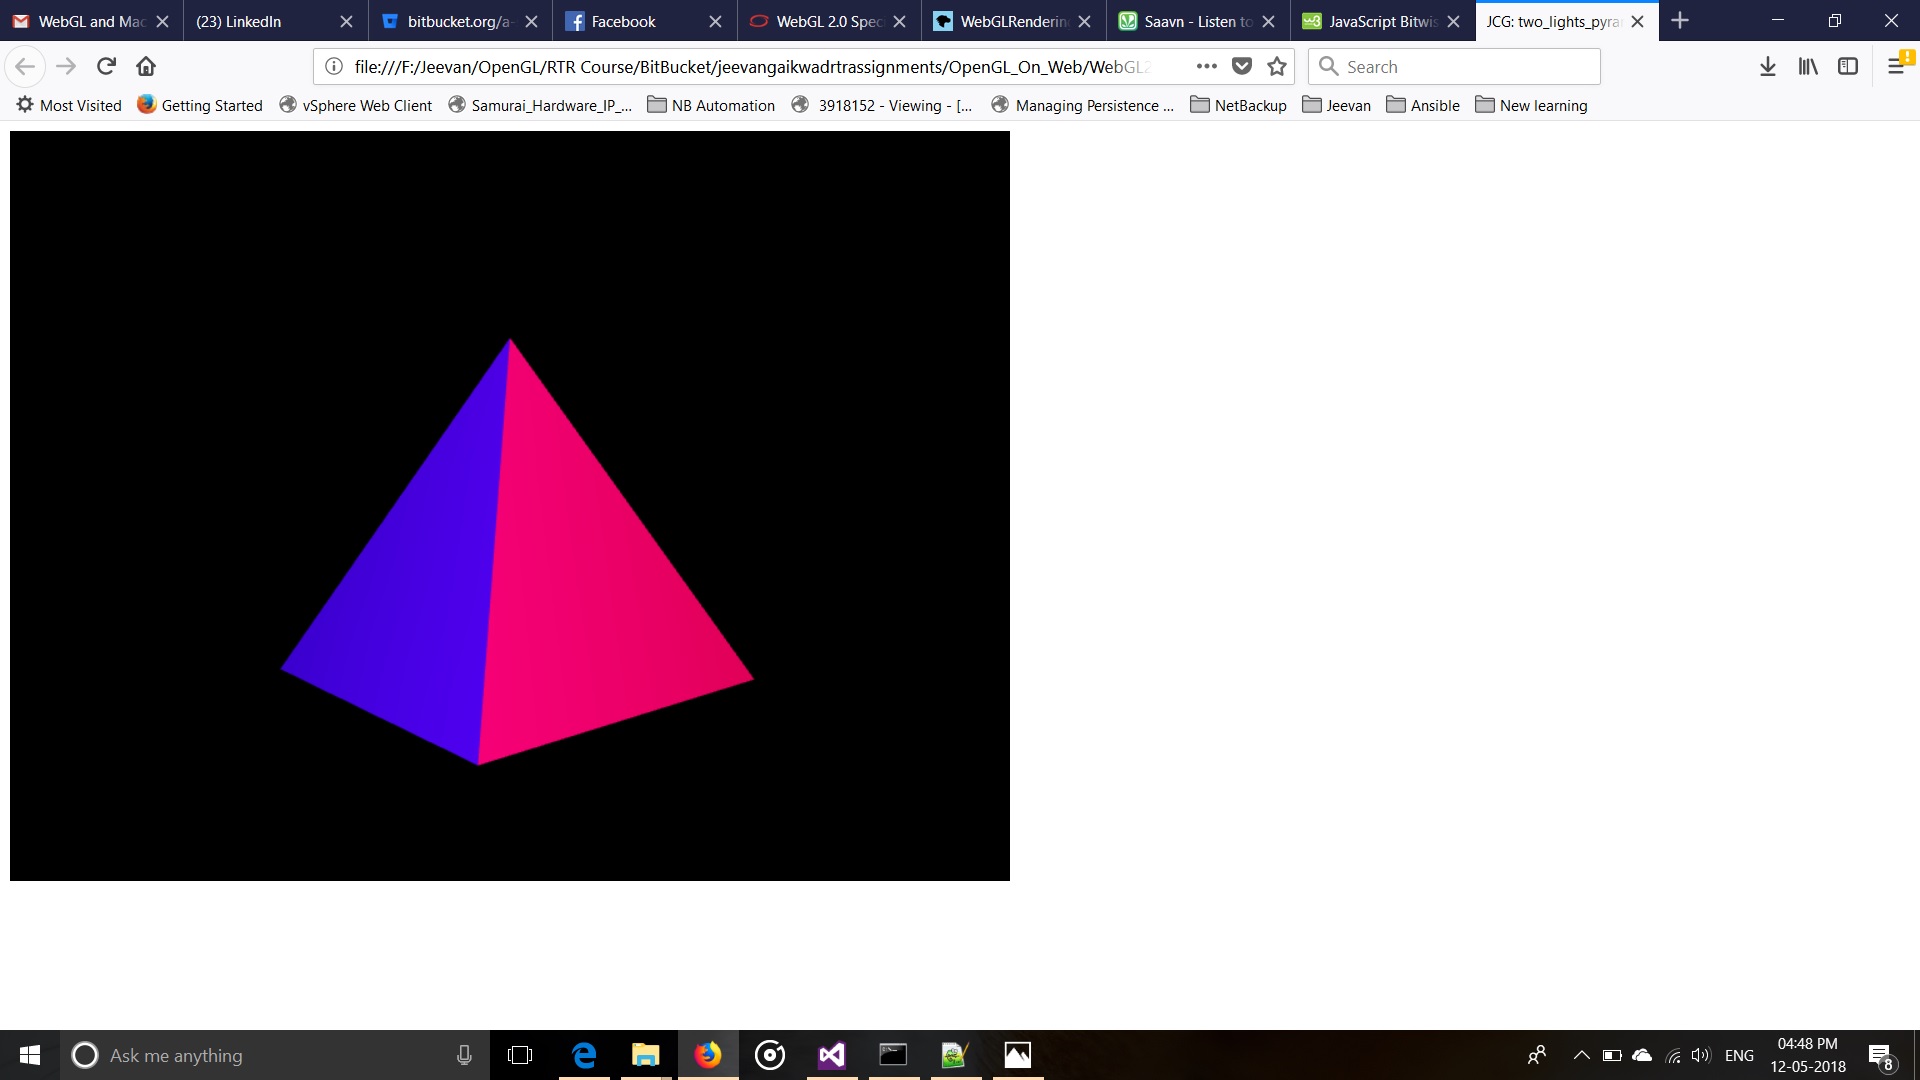 WebGL and Mac
(23) LinkedIn
bitbucket.org/a-
Facebook
WebGL 2.0 Spec
WebGLRendering
Saavn - Listen to
JavaScript Bitwis
JCG: two_lights_pyra
file:///F:/Jeevan/OpenGL/RTR Course/BitBucket/jeevangaikwadrtrassignments/OpenGL_On_Web/WebGL2
Search
Most Visited
Getting Started
vSphere Web Client
Samurai_Hardware_IP_...
NB Automation
3918152 - Viewing - [...
Managing Persistence ...
NetBackup
Jeevan
Ansible
New learning
Ask me anything
ENG
04:48 PM
12-05-2018
8